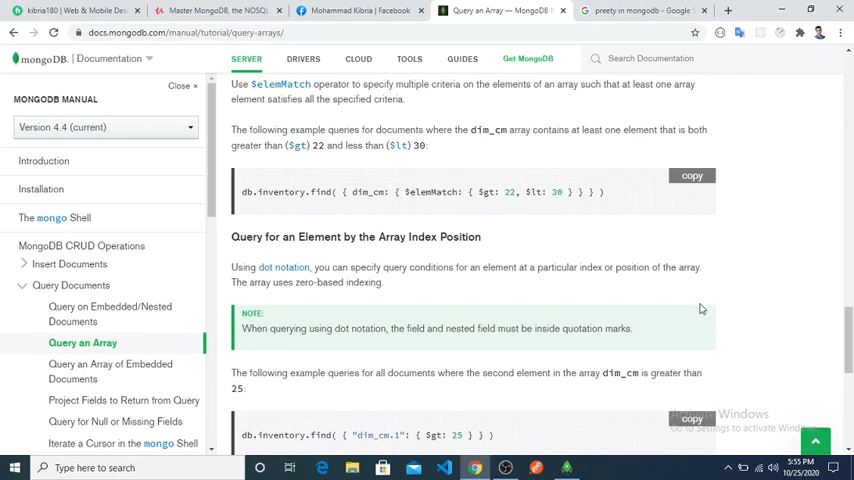 kibria180 | Web & Mobile Des
Master MongoDB, the NOSQL
Mohammad Kibria | Facebook
Query an Array — MongoDB M
preety in mongodb - Google S
docs.mongodb.com/manual/tutorial/query-arrays/
mongoDB. Documentation
SERVER DRIVERS CLOUD TOOLS GUIDES Get MongoDB Search Documentation
Close ×
MONGODB MANUAL
Version 4.4 (current)
Introduction
Installation
The mongo Shell
MongoDB CRUD Operations
Insert Documents
Query Documents
Query on Embedded/Nested
Documents
Query an Array
Query an Array of Embedded
Documents
Project Fields to Return from Query
Query for Null or Missing Fields
Iterate a Cursor in the mongo Shell
Use $elemMatch operator to specify multiple criteria on the elements of an array such that at least one array
element satisfies all the specified criteria.
The following example queries for documents where the dim_cm array contains at least one element that is both
greater than ($gt) 22 and less than ($lt) 30:
copy
db.inventory.find( { dim_cm: { $elemMatch: { $gt: 22, $lt: 30 } } } )
Query for an Element by the Array Index Position
Using dot notation, you can specify query conditions for an element at a particular index or position of the array.
The array uses zero-based indexing.
NOTE:
When querying using dot notation, the field and nested field must be inside quotation marks.
The following example queries for all documents where the second element in the array dim_cm is greater than
25:
copy
db.inventory.find( { "dim_cm.1": { $gt: 25 } } )
Activate Windows
Go to Settings to activate Windows.
Type here to search
5:55 PM
10/25/2020